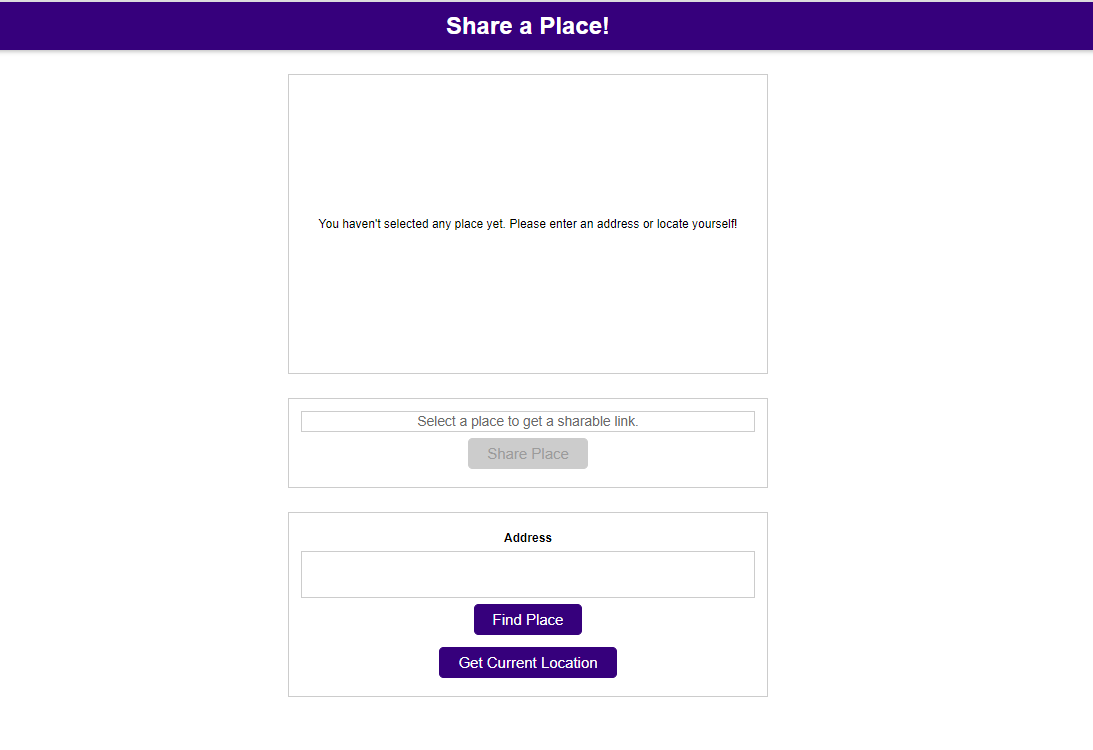 Share a Place!
You haven't selected any place yet. Please enter an address or locate yourself!
Select a place to get a sharable link.
Share Place
Address
Find Place
Get Current Location